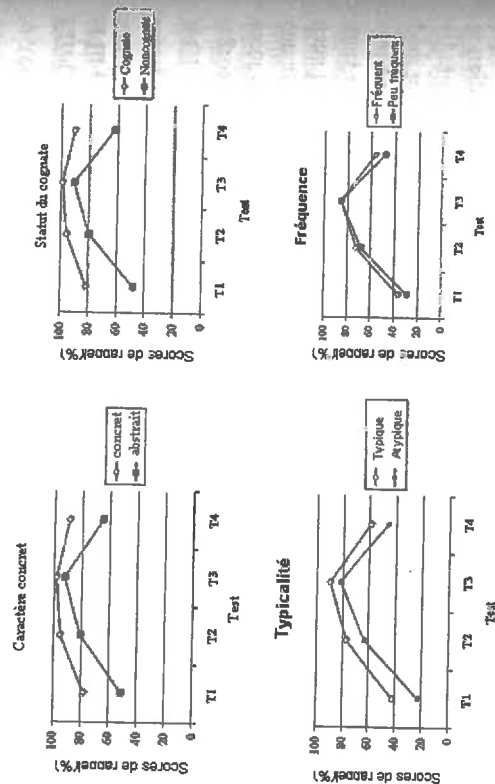 Caractère concret
Scores de rappel(%)
100
80
60
40
20
0
T1 T2 T3 T4
Test
concret
abstrait
Statut du cognate
Scores de rappel(%)
100
80
60
40
20
0
T1 T2 T3 T4
Test
Cognate
Noncognate
Typicalité
Scores de rappel(%)
100
80
60
40
20
0
T1 T2 T3 T4
Test
Typique
Atypique
Fréquence
Scores de rappel(%)
100
80
60
40
20
0
T1 T2 T3 T4
Test
Fréquent
Peu fréquent